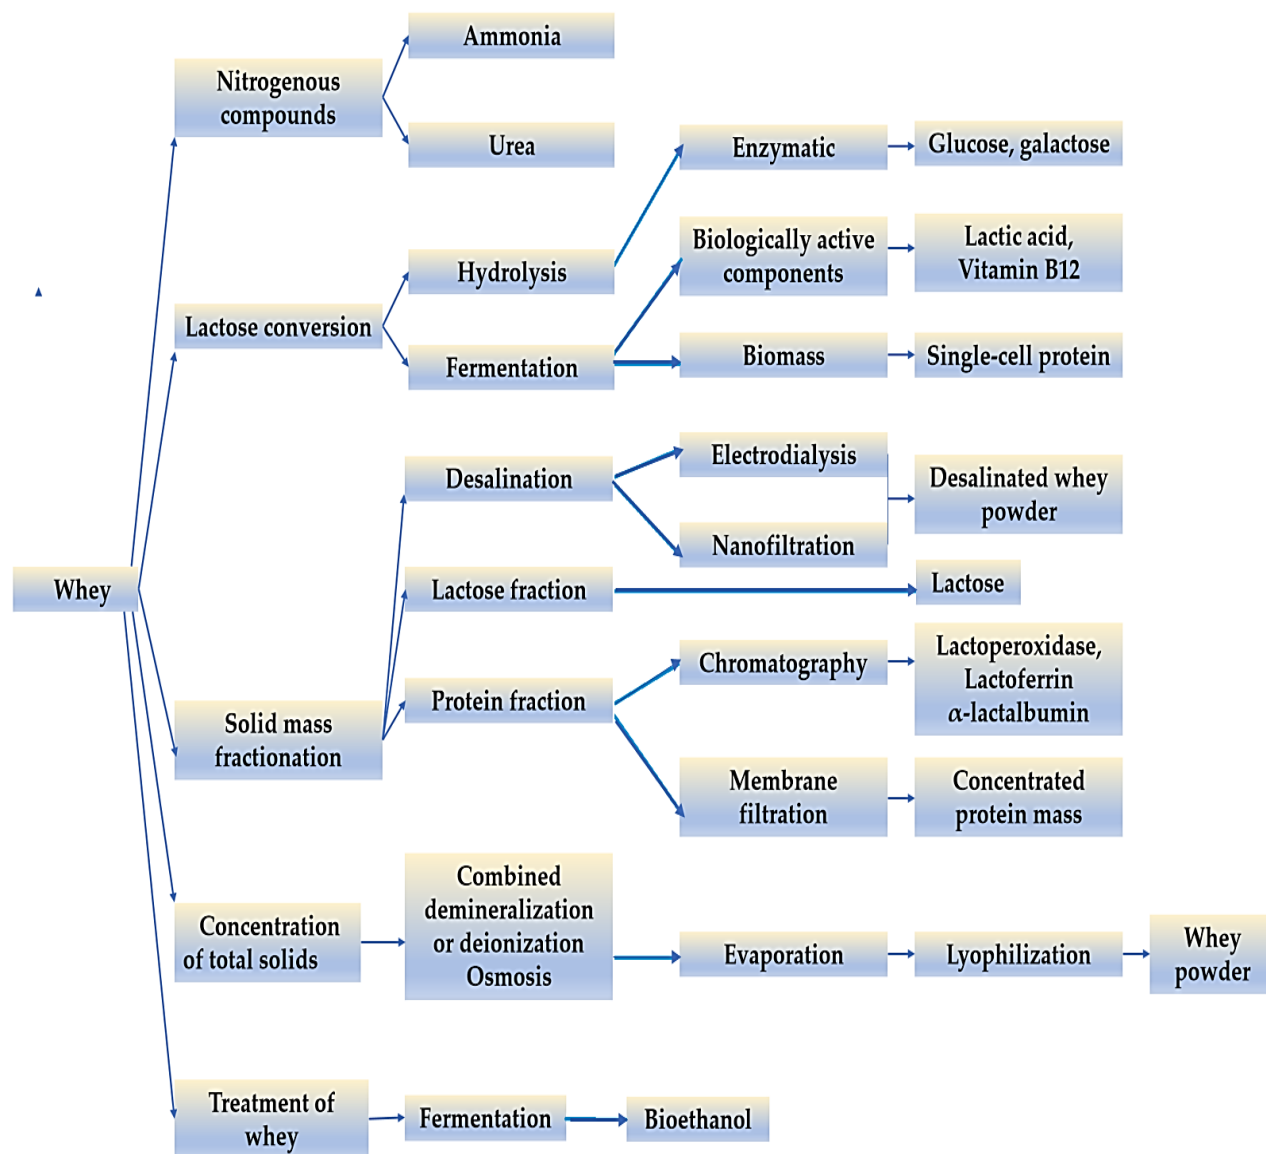 Ammonia
Nitrogenous
compounds
Urea
Enzymatic
Glucose, galactose
Biologically active
components
Lactic acid,
Vitamin B12
Hydrolysis
Lactose conversion
Fermentation
Biomass
Single-cell protein
Desalination
Electrodialysis
Desalinated whey
powder
Nanofiltration
Whey
Lactose fraction
Lactose
Protein fraction
Chromatography
Lactoperoxidase,
Lactoferrin
α-lactalbumin
Solid mass
fractionation
Membrane
filtration
Concentrated
protein mass
Concentration
of total solids
Combined
demineralization
or deionization
Osmosis
Evaporation
Lyophilization
Whey
powder
Treatment of
whey
Fermentation
Bioethanol